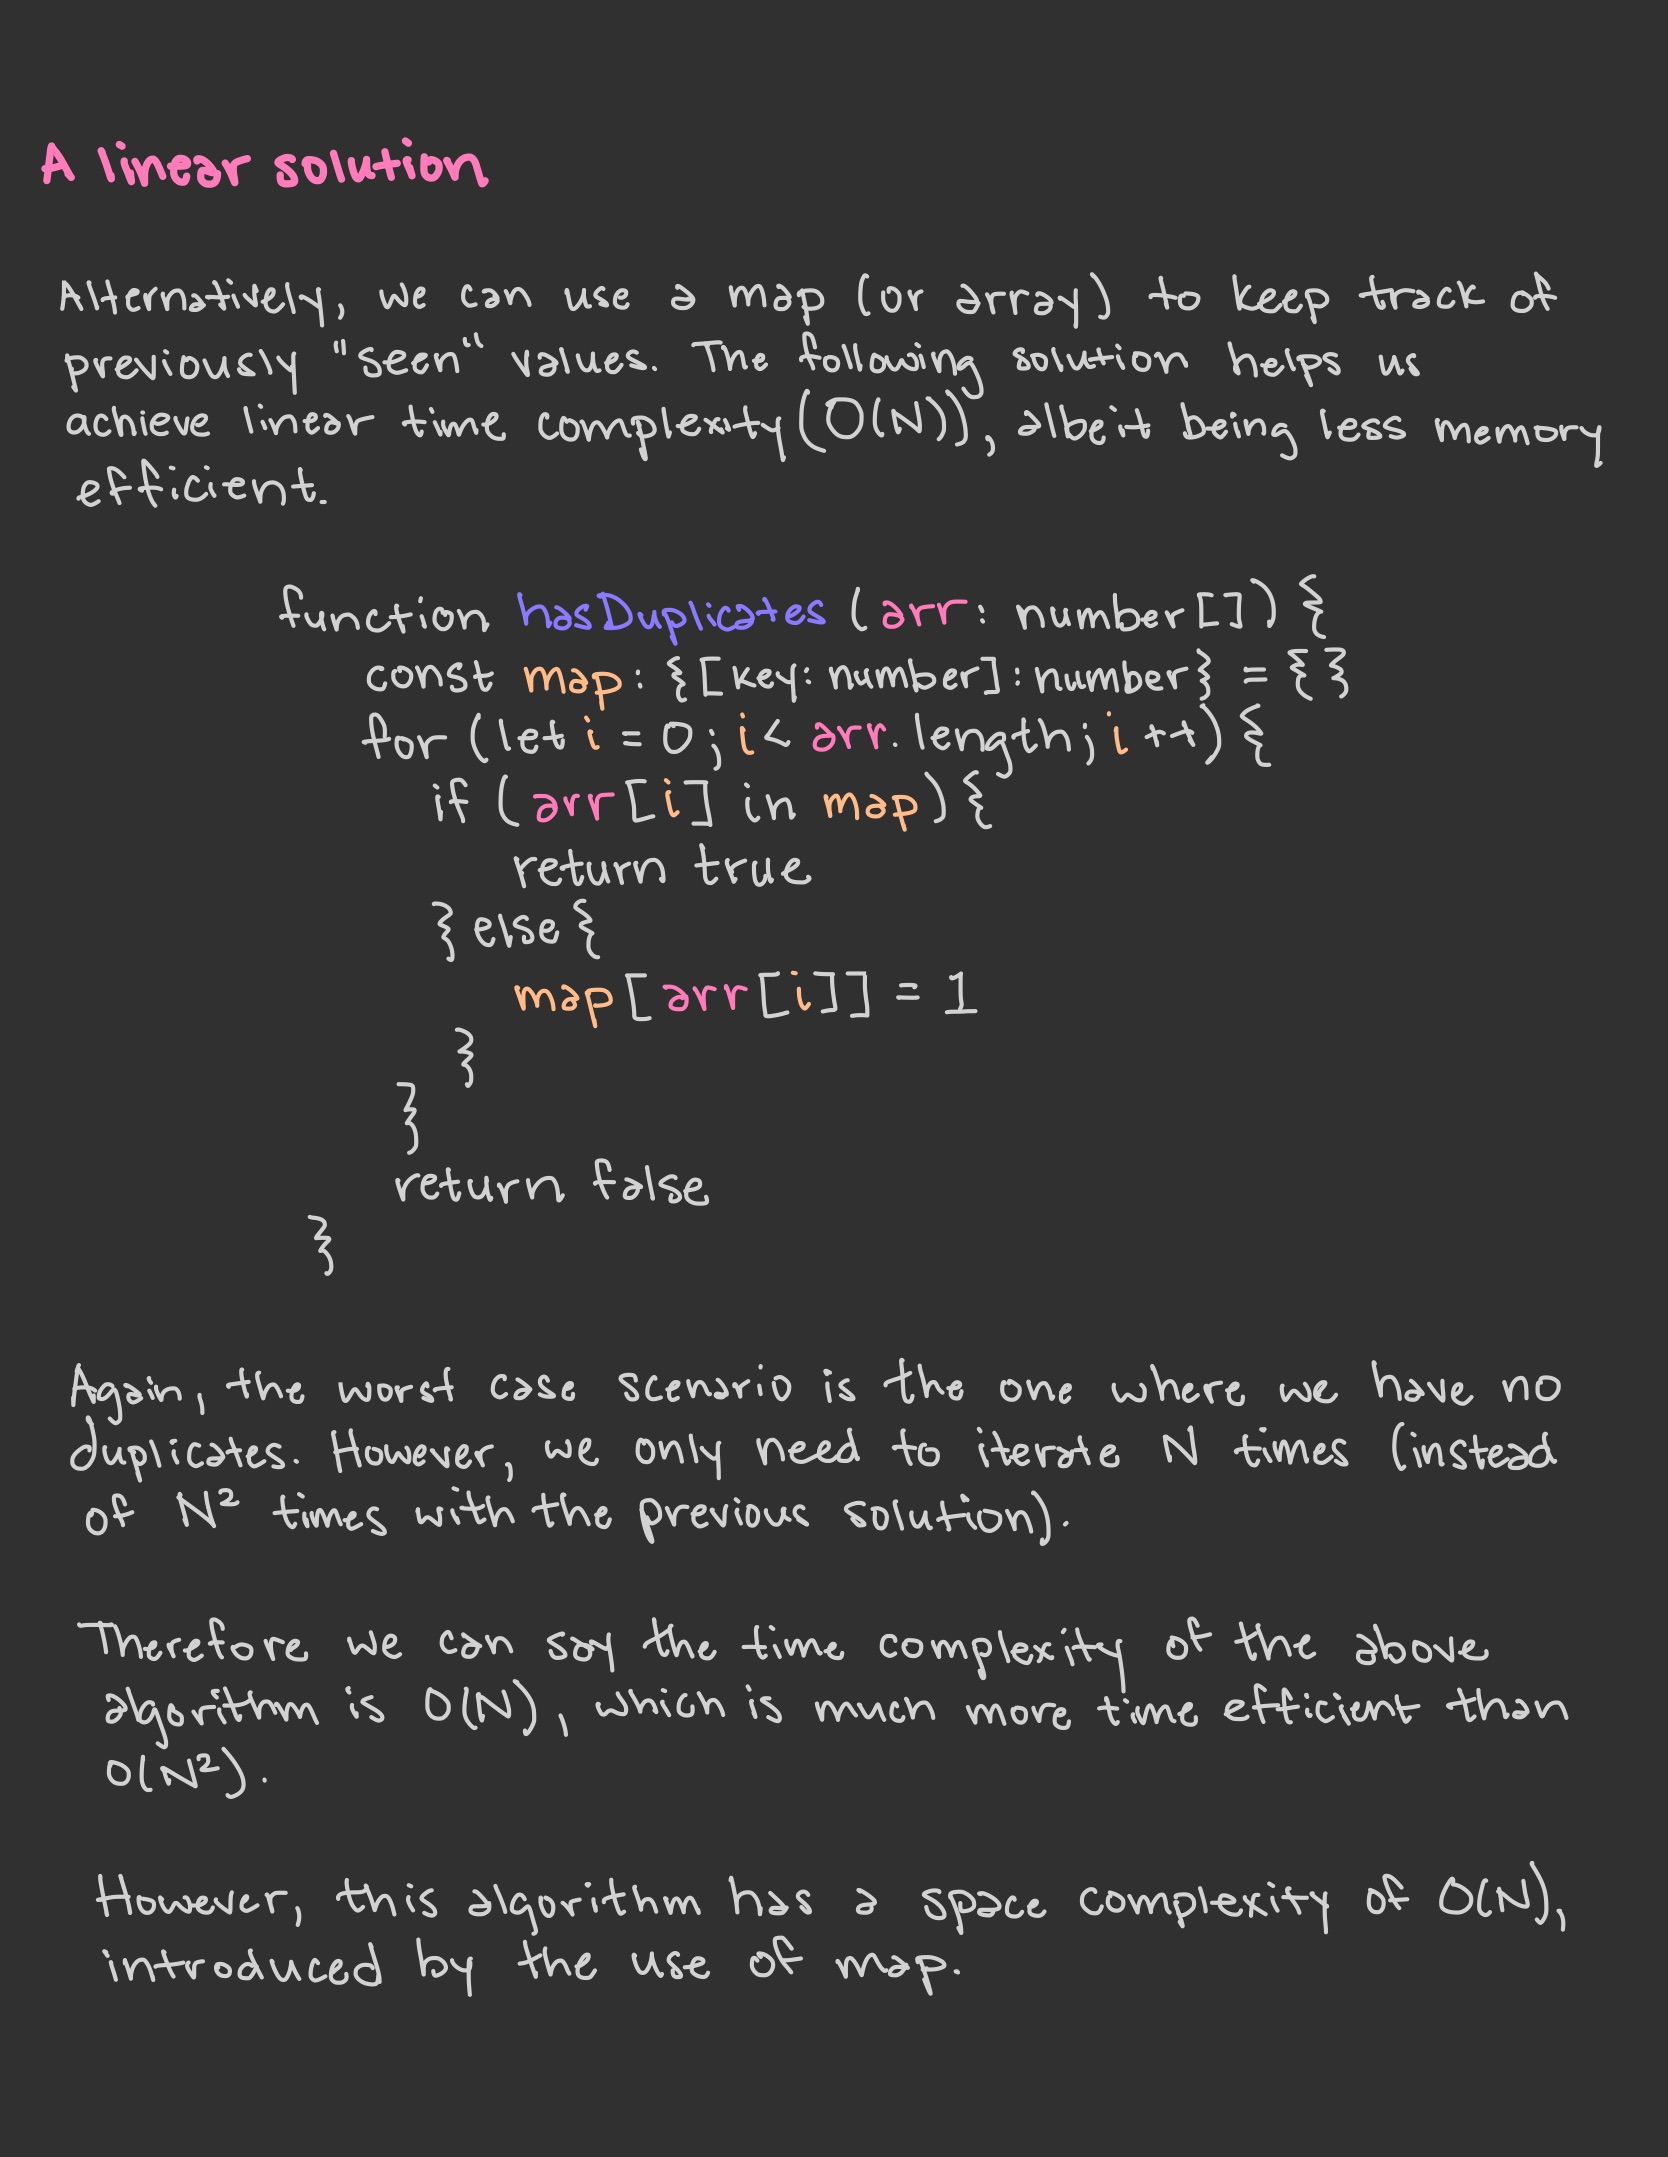 A linear solution
Alternatively, we can use a map (or array) to keep track of
previously "seen" values. The following solution helps us
achieve linear time complexity (O(N)), albeit being less memory
efficient.
function hasDuplicates (arr: number[]) {
const map: {[key: number]: number} = {}
for (let i = 0; i < arr.length; i ++) {
if (arr[i] in map) {
return true
} else {
map[arr[i]] = 1
}
}
return false
}
Again, the worst case scenario is the one where we have no
duplicates. However, we only need to iterate N times (instead
of N² times with the previous solution).
Therefore we can say the time complexity of the above
algorithm is O(N), which is much more time efficient than
O(N²).
However, this algorithm has a space complexity of O(N),
introduced by the use of map.